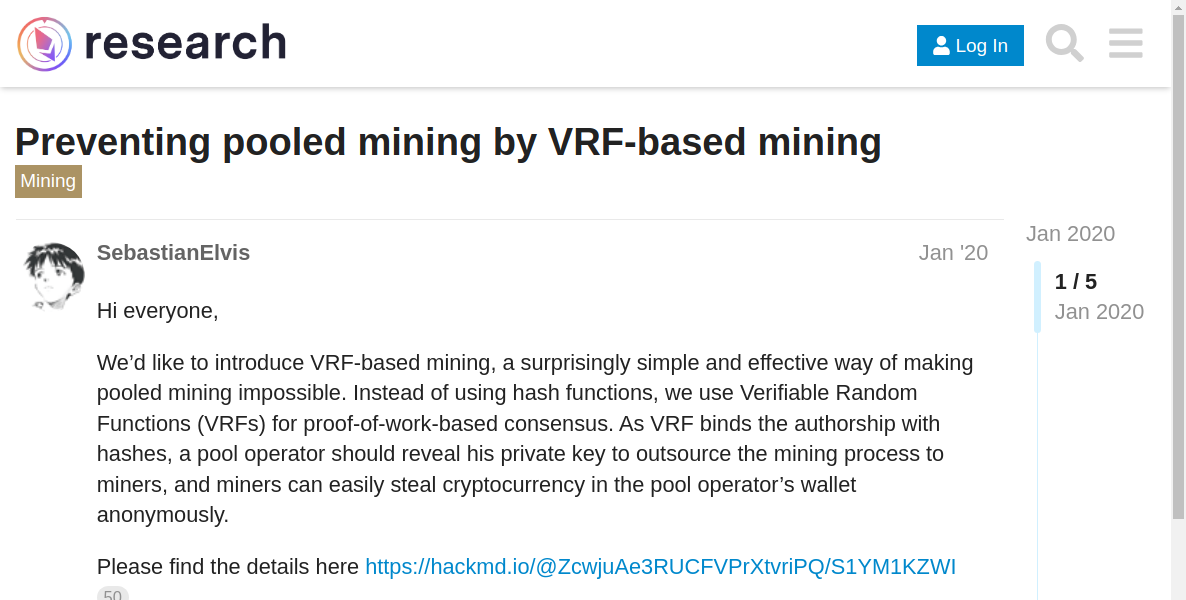 research
Log In
Preventing pooled mining by VRF-based mining
Mining
SebastianElvis
Jan '20
Jan 2020
1 / 5
Jan 2020
Hi everyone,
We’d like to introduce VRF-based mining, a surprisingly simple and effective way of making
pooled mining impossible. Instead of using hash functions, we use Verifiable Random
Functions (VRFs) for proof-of-work-based consensus. As VRF binds the authorship with
hashes, a pool operator should reveal his private key to outsource the mining process to
miners, and miners can easily steal cryptocurrency in the pool operator’s wallet
anonymously.
Please find the details here https://hackmd.io/@ZcwjuAe3RUCFVPrXtvriPQ/S1YM1KZWI
50